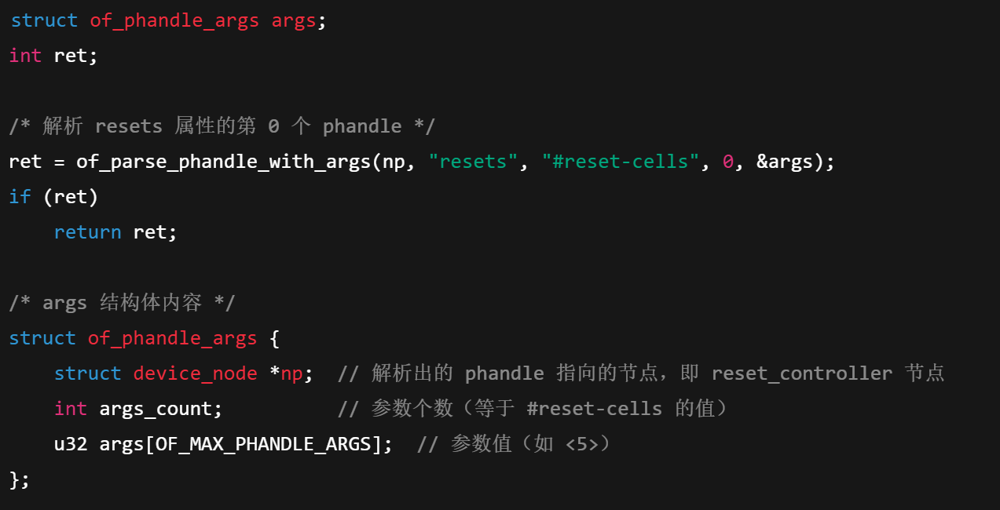 struct of_phandle_args args;
int ret;
/* 解析 resets 属性的第 0 个 phandle */
ret = of_parse_phandle_with_args(np, "resets", "#reset-cells", 0, &args);
if (ret)
    return ret;
/* args 结构体内容 */
struct of_phandle_args {
    struct device_node *np;  // 解析出的 phandle 指向的节点，即 reset_controller 节点
    int args_count;          // 参数个数（等于 #reset-cells 的值）
    u32 args[OF_MAX_PHANDLE_ARGS];  // 参数值（如 <5>）
};